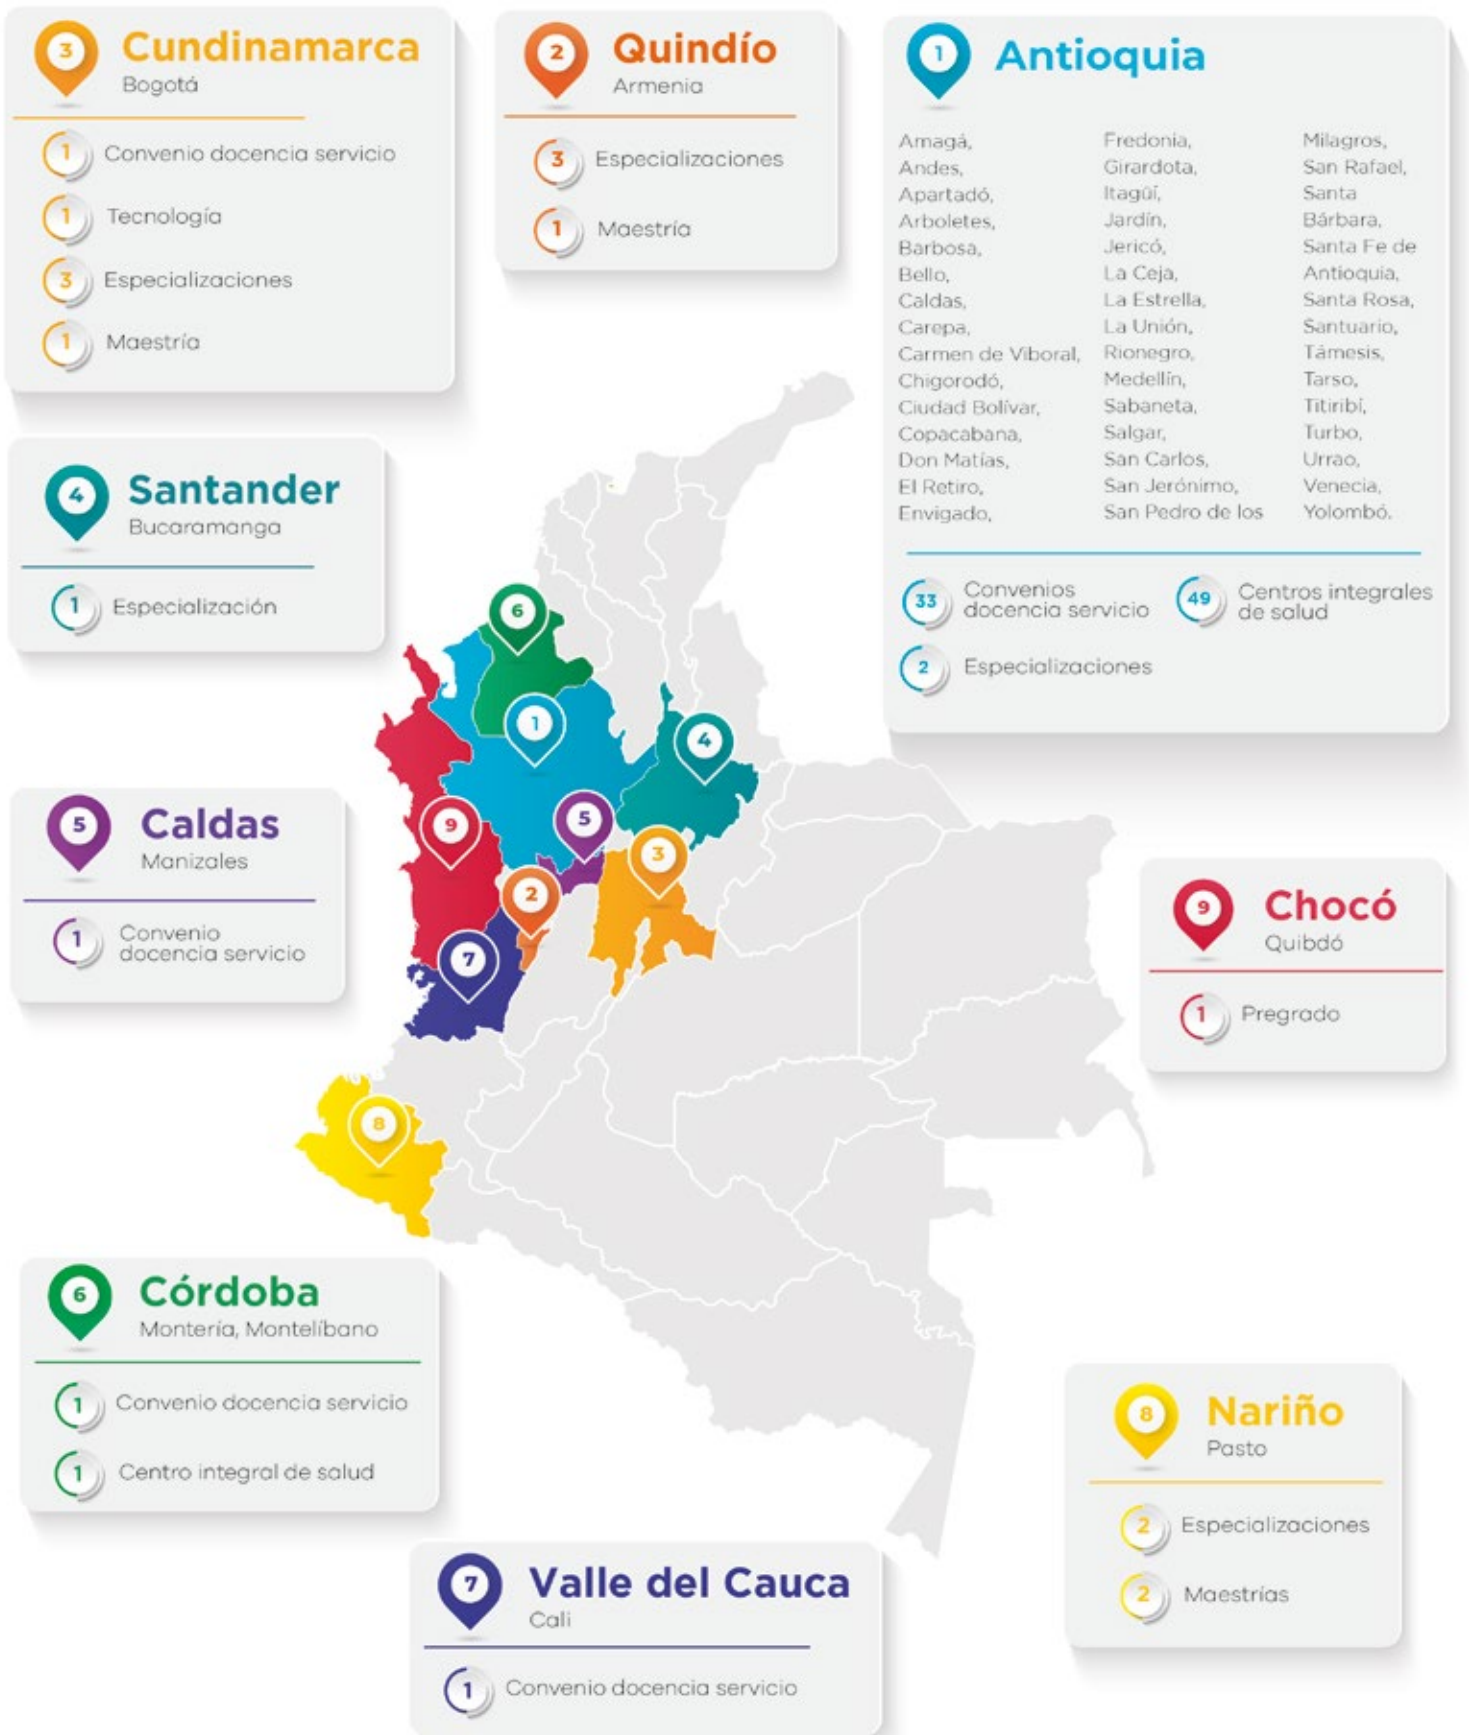 3
Cundinamarca
Bogotá
1 Convenio docencia servicio
1 Tecnología
3 Especializaciones
1 Maestría
2
Quindío
Armenia
3 Especializaciones
1 Maestría
1
Antioquia
Amagá,
Andes,
Apartadó,
Arboletes,
Barbosa,
Bello,
Caldas,
Carepa,
Carmen de Viboral,
Chigorodó,
Ciudad Bolívar,
Copacabana,
Don Matías,
El Retiro,
Envigado,
Fredonia,
Girardota,
Itagüí,
Jardín,
Jericó,
La Ceja,
La Estrella,
La Unión,
Rionegro,
Medellín,
Sabaneta,
Salgar,
San Carlos,
San Jerónimo,
San Pedro de los
Milagros,
San Rafael,
Santa
Bárbara,
Santa Fe de
Antioquia,
Santa Rosa,
Santuario,
Támesis,
Tarso,
Titiribí,
Turbo,
Urrao,
Venecia,
Yolombó.
33 Convenios
docencia servicio
49 Centros integrales
de salud
2 Especializaciones
4
Santander
Bucaramanga
1 Especialización
6
1
4
5
9
3
2
7
8
5
Caldas
Manizales
1 Convenio
docencia servicio
9
Chocó
Quibdó
1 Pregrado
6
Córdoba
Montería, Montelíbano
1 Convenio docencia servicio
1 Centro integral de salud
8
Nariño
Pasto
2 Especializaciones
2 Maestrías
7
Valle del Cauca
Cali
1 Convenio docencia servicio